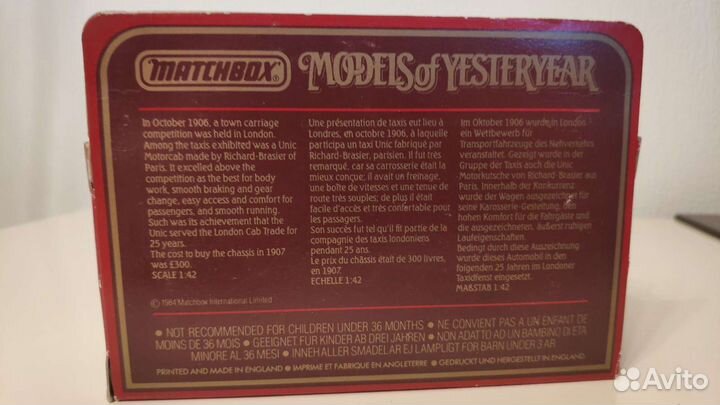 MATCHBOX® MODELS of YESTERYEAR
In October 1906, a town carriage
competition was held in London.
Among the taxis exhibited was a Unic
Motorcab made by Richard-Brasier of
Paris. It excelled above the
competition as the best for body
work, smooth braking and gear
change, easy access and comfort for
passengers, and smooth running.
Such was its achievement that the
Unic served the London Cab Trade for
25 years.
The cost to buy the chassis in 1907
was £300.
SCALE 1:42
© 1984 Matchbox International Limited
Une présentation de taxis eut lieu à
Londres, en octobre 1906, à laquelle
participa un taxi Unic fabriqué par
Richard-Brasier, parisien. Il fut très
remarqué, car sa carrosserie était la
mieux conçue; il avait un freinage,
une boîte de vitesses et une tenue de
route très souples; de plus il était
facile d'accès et très confortable pour
les passagers.
Son succés fut tel qu'il fit partie de la
compagnie des taxis londoniens
pendant 25 ans.
Le prix du châssis était de 300 livres,
en 1907.
ECHELLE 1:42
Im Oktober 1906 wurde in London
ein Wettbewerb für
Transportfahrzeuge des Nahverkehrs
veranstaltet. Gezeigt wurde in der
Gruppe der Taxis auch die Unic
Motorkutsche von Richard-Brasier aus
Paris. Innerhalb der Konkurrenz
wurde der Wagen ausgezeichnet für
seine Karosserie-Gestaltung, den
hohen Komfort für die Fahrgäste und
die ausgezeichneten, äußerst ruhigen
Laufeigenschaften.
Bedingt durch diese Auszeichnung
wurde dieses Automobil in den
folgenden 25 Jahren im Londoner
Taxidienst eingesetzt.
MAßSTAB 1:42
• NOT RECOMMENDED FOR CHILDREN UNDER 36 MONTHS • NE CONVIENT PAS A UN ENFANT DE
MOINS DE 36 MOIS • GEEIGNET FUR KINDER AB DREI JAHREN • NON ADATTO AD UN BAMBINO DI ETA
MINORE AL 36 MESI • INNEHALLER SMADELAR EJ LAMPLIGT FOR BARN UNDER 3 AR
PRINTED AND MADE IN ENGLAND • IMPRIME ET FABRIQUE EN ANGLETERRE • GEDRUCKT UND HERGESTELLT IN ENGLAND.
Avito